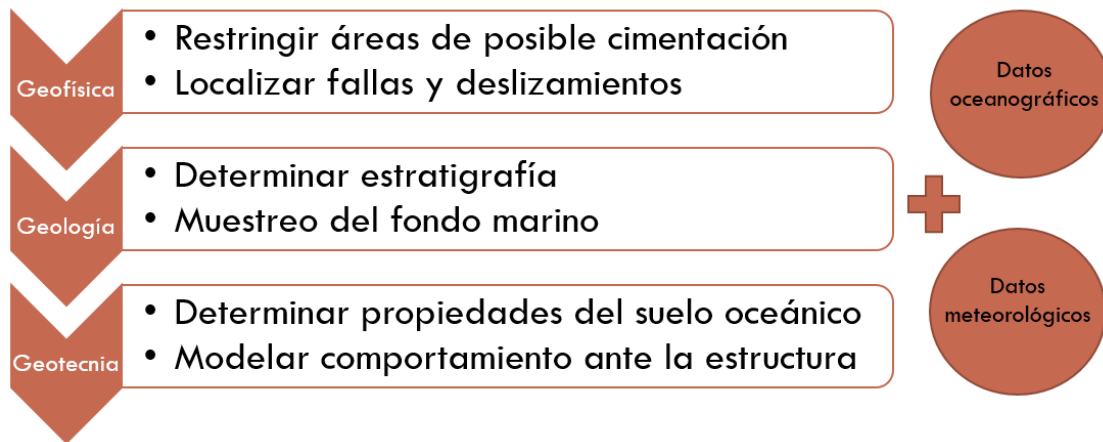 Geofísica
• Restringir áreas de posible cimentación
• Localizar fallas y deslizamientos
Geología
• Determinar estratigrafía
• Muestreo del fondo marino
Geotecnia
• Determinar propiedades del suelo oceánico
• Modelar comportamiento ante la estructura
Datos
oceanográficos
Datos
meteorológicos